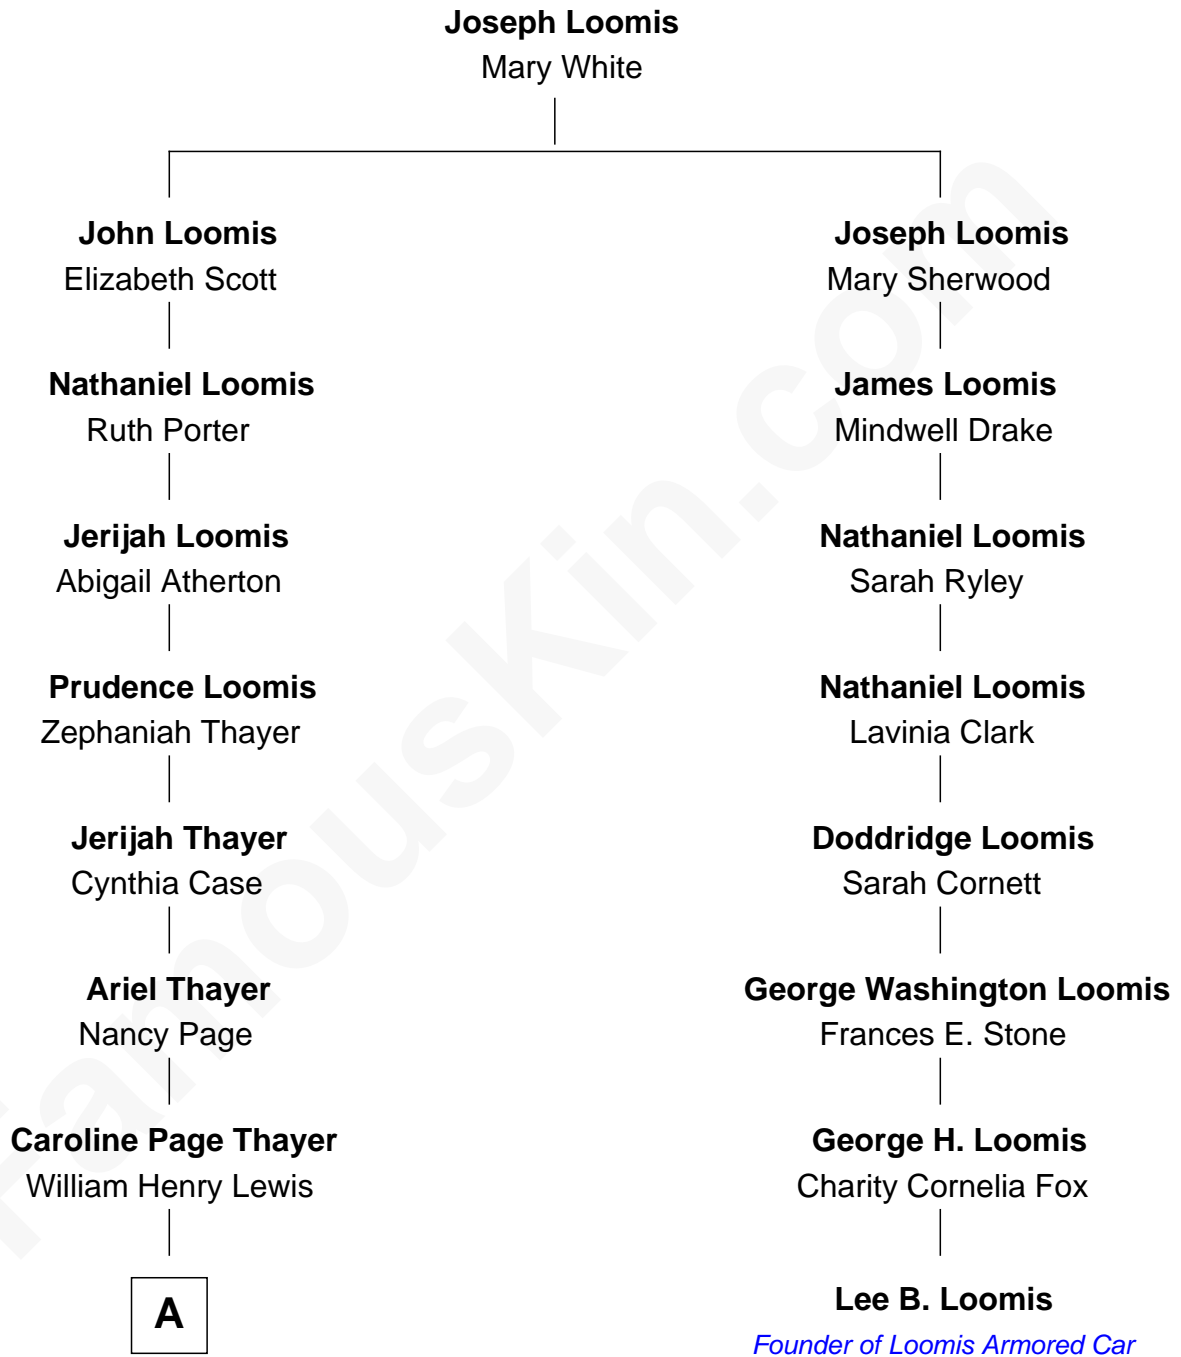 Joseph Loomis
Mary White
John Loomis
Elizabeth Scott
Joseph Loomis
Mary Sherwood
Nathaniel Loomis
Ruth Porter
James Loomis
Mindwell Drake
Jerijah Loomis
Abigail Atherton
Nathaniel Loomis
Sarah Ryley
Prudence Loomis
Zephaniah Thayer
Nathaniel Loomis
Lavinia Clark
Jerijah Thayer
Cynthia Case
Doddridge Loomis
Sarah Cornett
Ariel Thayer
Nancy Page
George Washington Loomis
Frances E. Stone
Caroline Page Thayer
William Henry Lewis
George H. Loomis
Charity Cornelia Fox
A
Lee B. Loomis
Founder of Loomis Armored Car
FamousKin.com